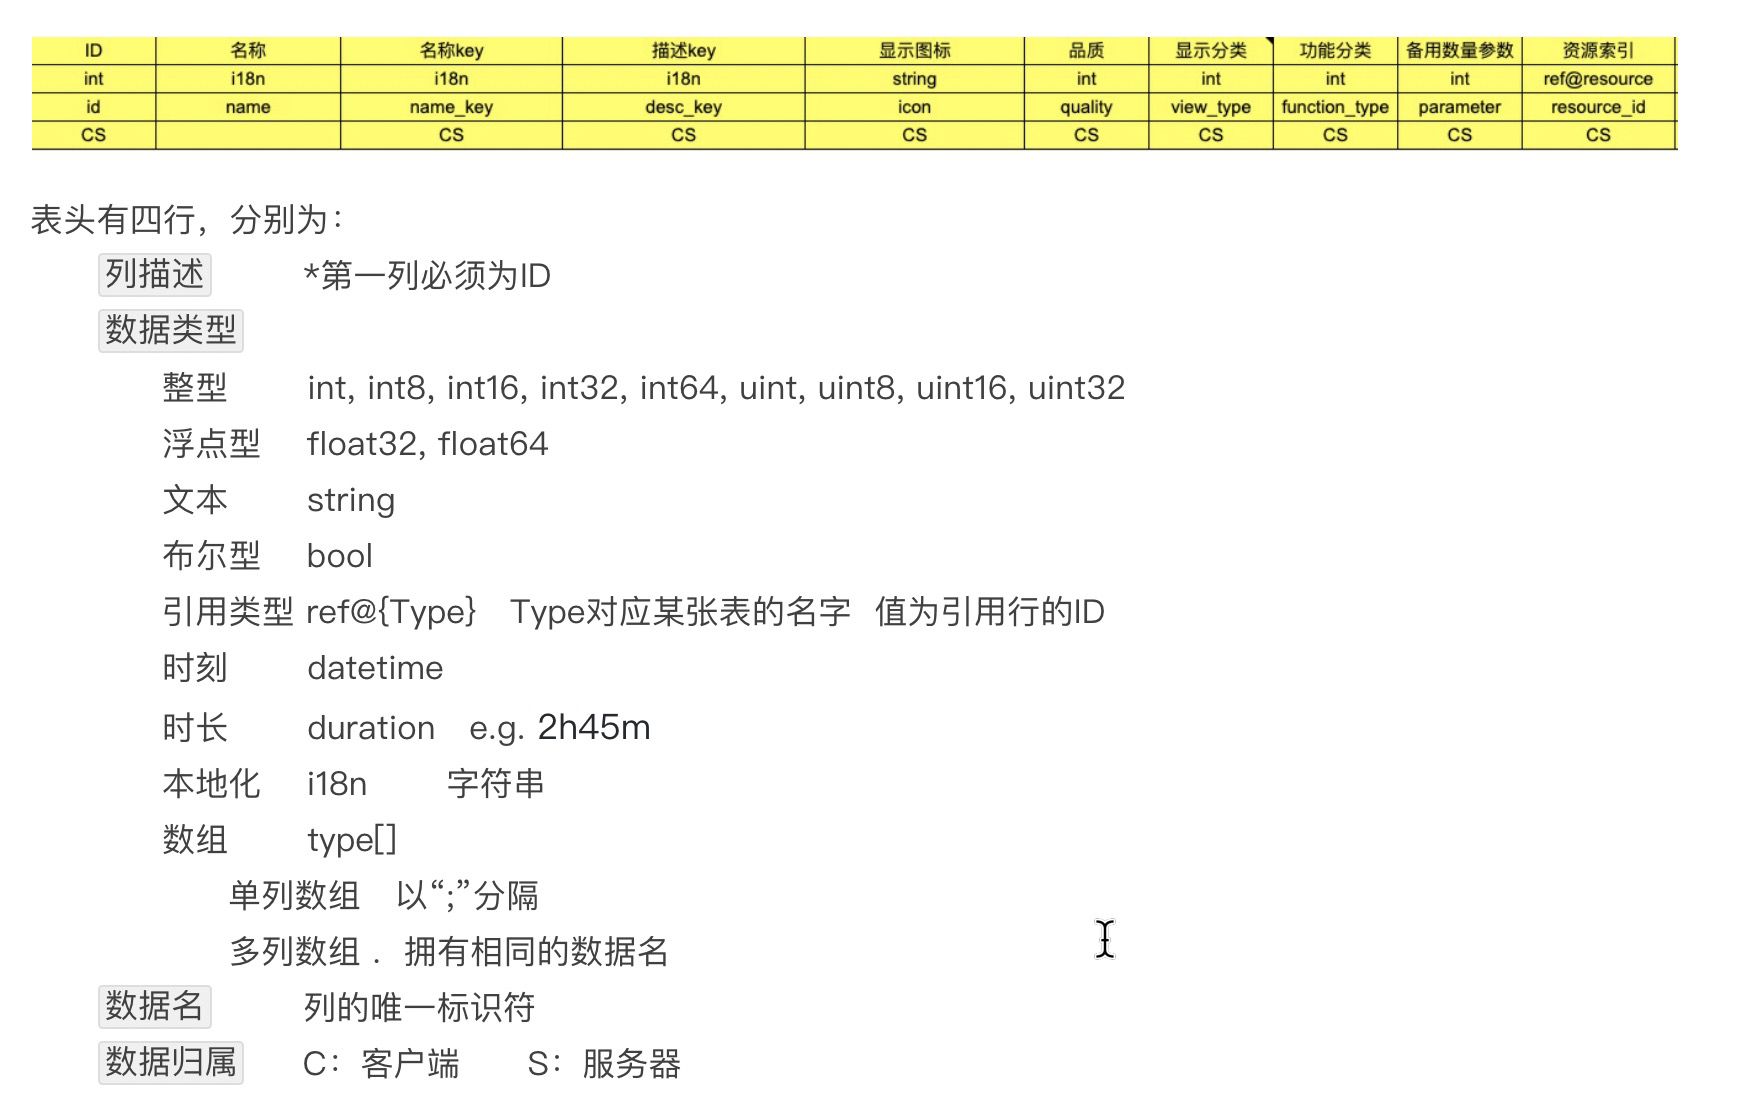 ID 名称 名称key 描述key 显示图标 品质 显示分类 功能分类 备用数量参数 资源索引
int i18n i18n i18n string int int int int ref@resource
id name name_key desc_key icon quality view_type function_type parameter resource_id
CS CS CS CS CS CS CS CS CS
表头有四行，分别为：
列描述 *第一列必须为ID
数据类型
整型 int, int8, int16, int32, int64, uint, uint8, uint16, uint32
浮点型 float32, float64
文本 string
布尔型 bool
引用类型 ref@{Type} Type对应某张表的名字 值为引用行的ID
时刻 datetime
时长 duration e.g. 2h45m
本地化 i18n 字符串
数组 type[]
单列数组 以“;”分隔
多列数组 . 拥有相同的数据名
数据名 列的唯一标识符
数据归属 C：客户端 S：服务器